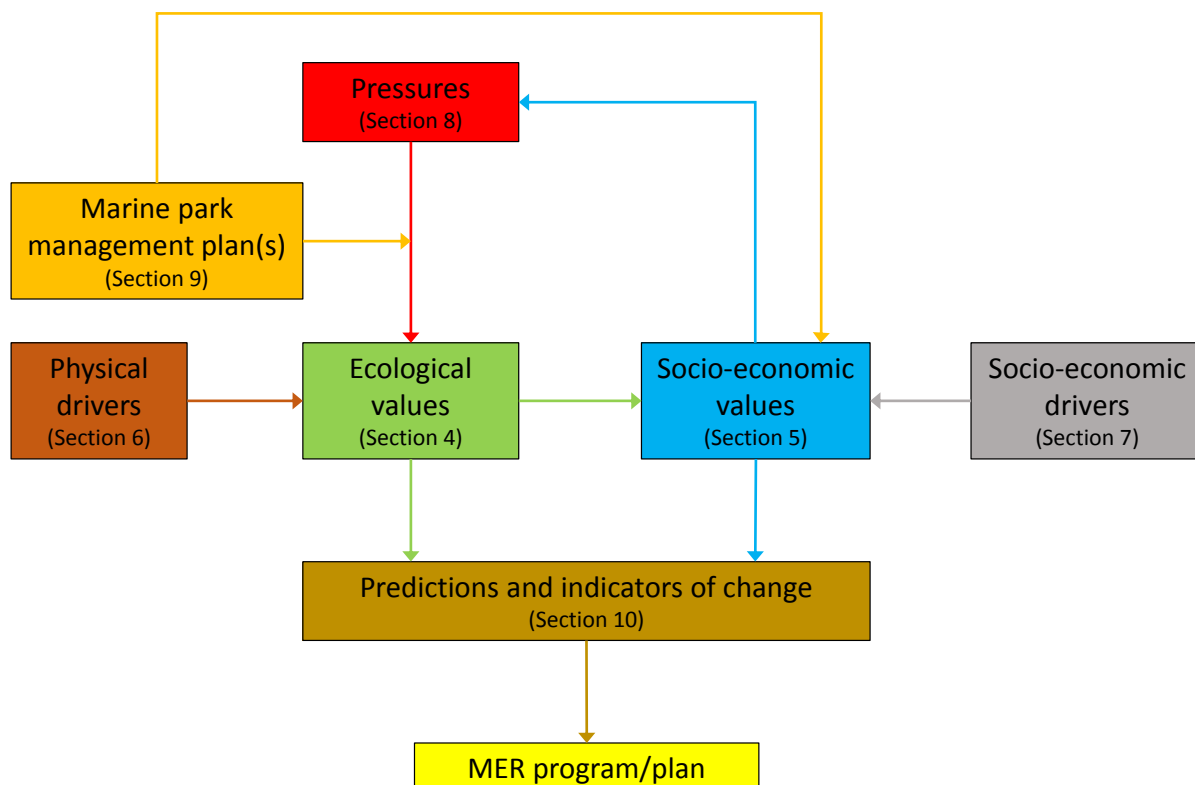 Pressures
(Section 8)
Marine park
management plan(s)
(Section 9)
Physical
drivers
(Section 6)
Ecological
values
(Section 4)
Socio-economic
values
(Section 5)
Socio-economic
drivers
(Section 7)
Predictions and indicators of change
(Section 10)
MER program/plan